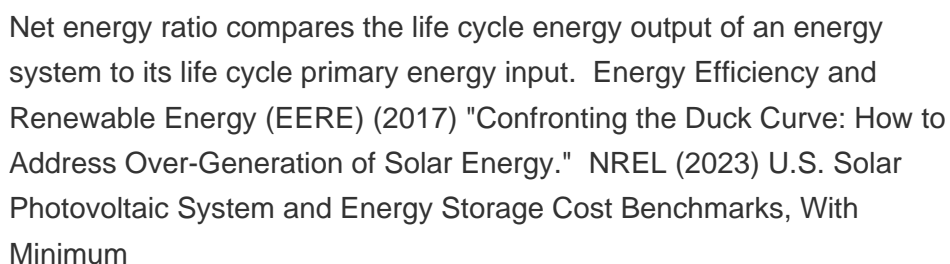 Net energy ratio compares the life cycle energy output of an energy
system to its life cycle primary energy input.  Energy Efficiency and
Renewable Energy (EERE) (2017) "Confronting the Duck Curve: How to
Address Over-Generation of Solar Energy."  NREL (2023) U.S. Solar
Photovoltaic System and Energy Storage Cost Benchmarks, With
Minimum